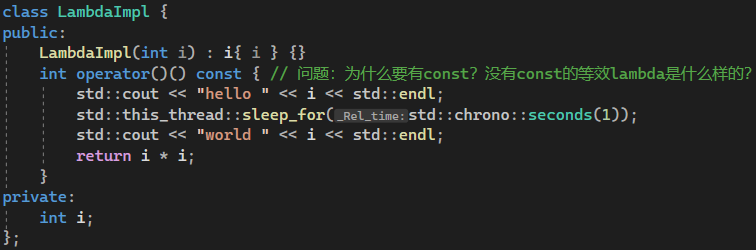 class LambdaImpl {
public:
    LambdaImpl(int i) : i{ i } {}
    int operator()() const { // 问题：为什么要有const？没有const的等效lambda是什么样的？
        std::cout << "hello " << i << std::endl;
        std::this_thread::sleep_for(_Rel_time:std::chrono::seconds(1));
        std::cout << "world " << i << std::endl;
        return i * i;
    }
private:
    int i;
};